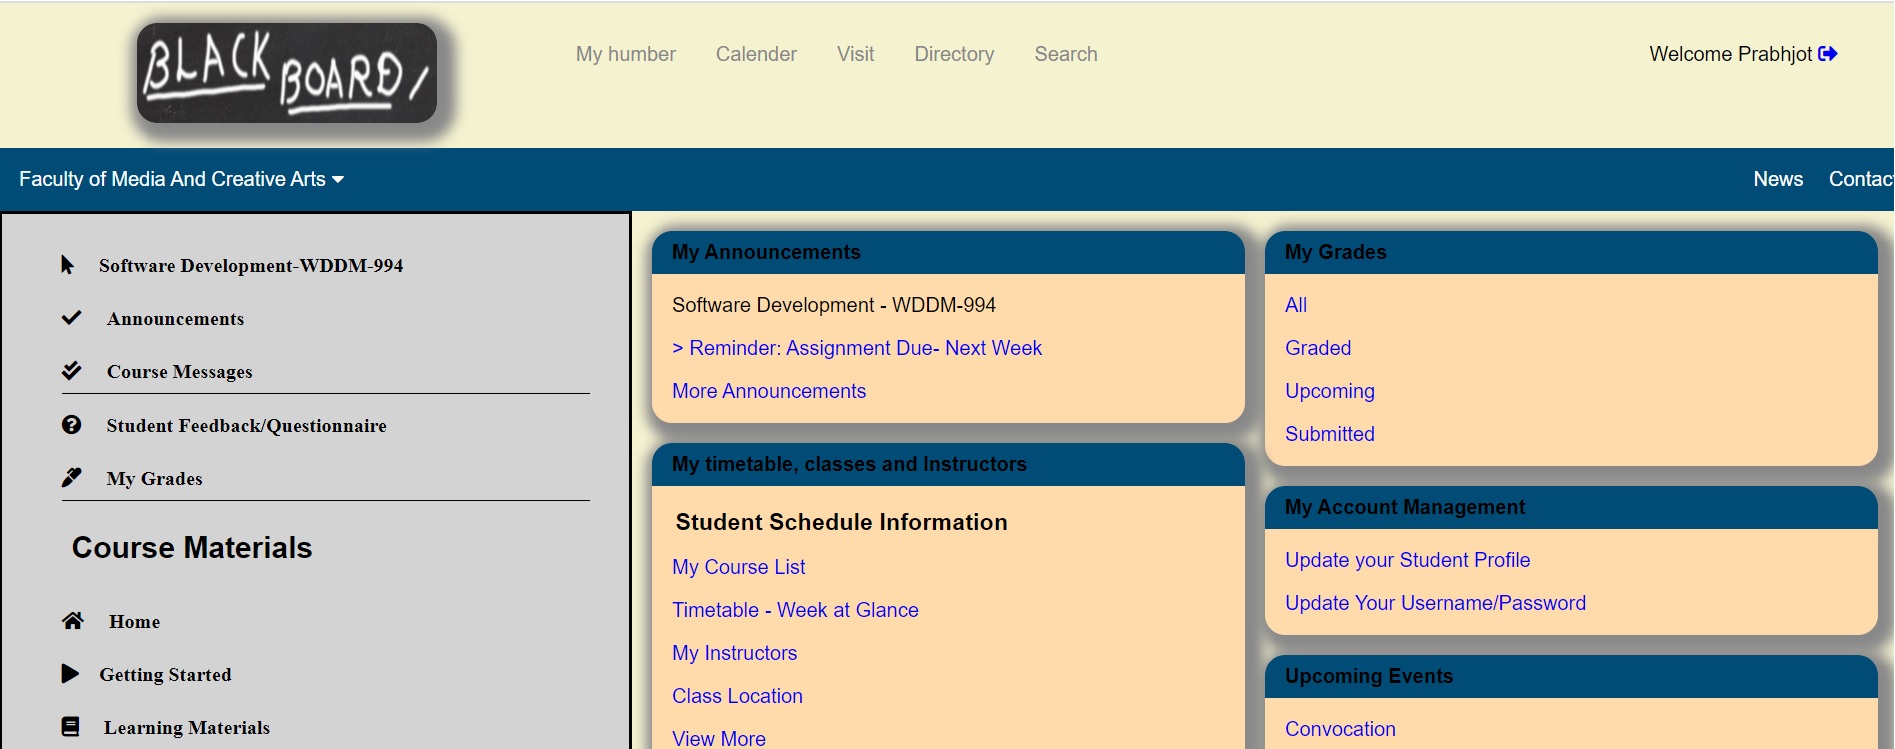 BLACK BOARD/
My humber Calender Visit Directory Search
Welcome Prabhjot
Faculty of Media And Creative Arts
News Contac
Software Development-WDDM-994
Announcements
Course Messages
Student Feedback/Questionnaire
My Grades
Course Materials
Home
Getting Started
Learning Materials
My Announcements
Software Development - WDDM-994
> Reminder: Assignment Due- Next Week
More Announcements
My timetable, classes and Instructors
Student Schedule Information
My Course List
Timetable - Week at Glance
My Instructors
Class Location
View More
My Grades
All
Graded
Upcoming
Submitted
My Account Management
Update your Student Profile
Update Your Username/Password
Upcoming Events
Convocation